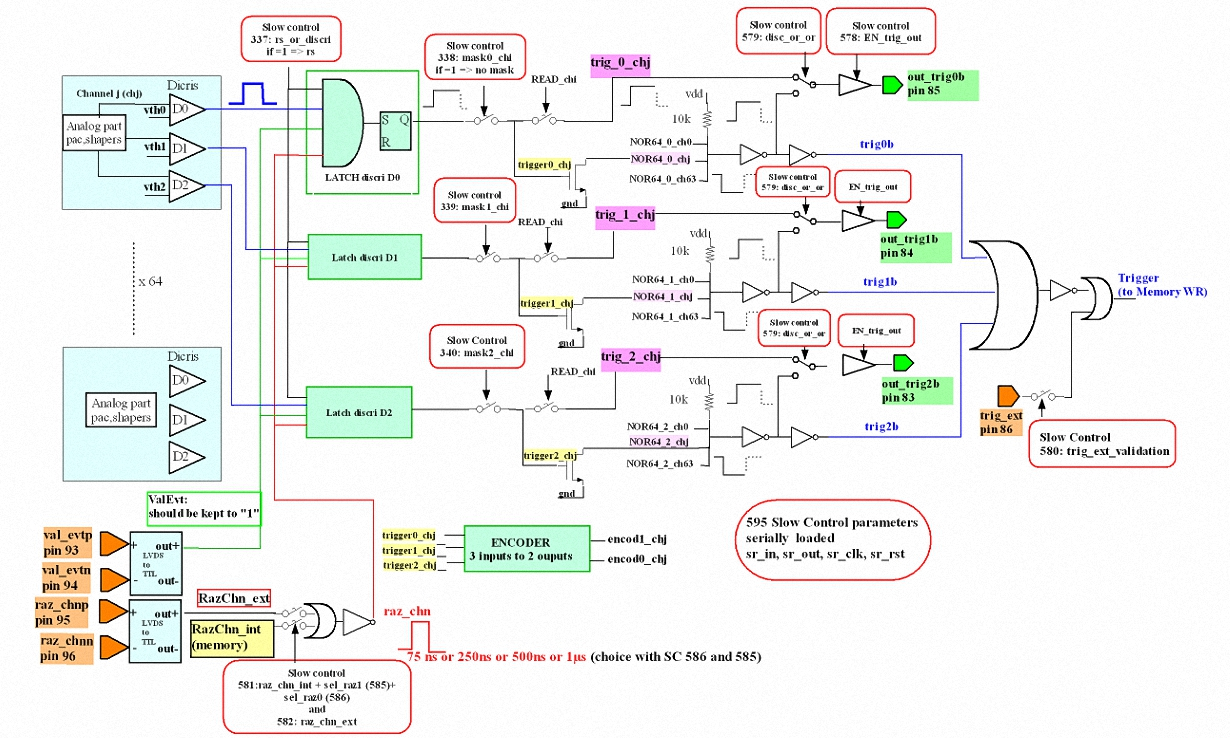 Slow control
337: rs_or_discri
if =1 => rs
Slow control
338: mask0_chi
if =1 => no mask
Slow control
579: disc_or_or
Slow control
578: EN_trig_out
Channel j (chj)
Dicris
vth0
D0
Analog part
pac,shapers
vth1
D1
vth2
D2
S Q
R
LATCH discri D0
READ_chi
trig_0_chj
out_trig0b
pin 85
vdd
10k
NOR64_0_ch0
NOR64_0_chj
NOR64_0_ch63
trigger0_chj
gnd
trig0b
Slow control
339: mask1_chi
READ_chi
trig_1_chj
Slow control
579: disc_or_or
EN_trig_out
out_trig1b
pin 84
Latch discri D1
vdd
10k
NOR64_1_ch0
NOR64_1_chj
NOR64_1_ch63
trigger1_chj
gnd
trig1b
x 64
Trigger
(to Memory WR)
Slow Control
340: mask2_chi
READ_chi
trig_2_chj
Slow control
579: disc_or_or
EN_trig_out
out_trig2b
pin 83
Dicris
D0
Analog part
pac,shapers
D1
D2
Latch discri D2
vdd
10k
NOR64_2_ch0
NOR64_2_chj
NOR64_2_ch63
trigger2_chj
gnd
trig2b
trig_ext
pin 86
Slow Control
580: trig_ext_validation
ValEvt:
should be kept to "1"
val_evtp
pin 93
val_evtn
pin 94
+ out+
LVDS
to
TTL
- out-
raz_chnp
pin 95
raz_chnn
pin 96
+ out+
LVDS
to
TTL
- out-
RazChn_ext
RazChn_int
(memory)
raz_chn
75 ns or 250ns or 500ns or 1µs (choice with SC 586 and 585)
Slow control
581:raz_chn_int + sel_raz1 (585)+
sel_raz0 (586)
and
582: raz_chn_ext
trigger0_chj
trigger1_chj
trigger2_chj
ENCODER
3 inputs to 2 ouputs
encod1_chj
encod0_chj
595 Slow Control parameters
serially loaded
sr_in, sr_out, sr_clk, sr_rst